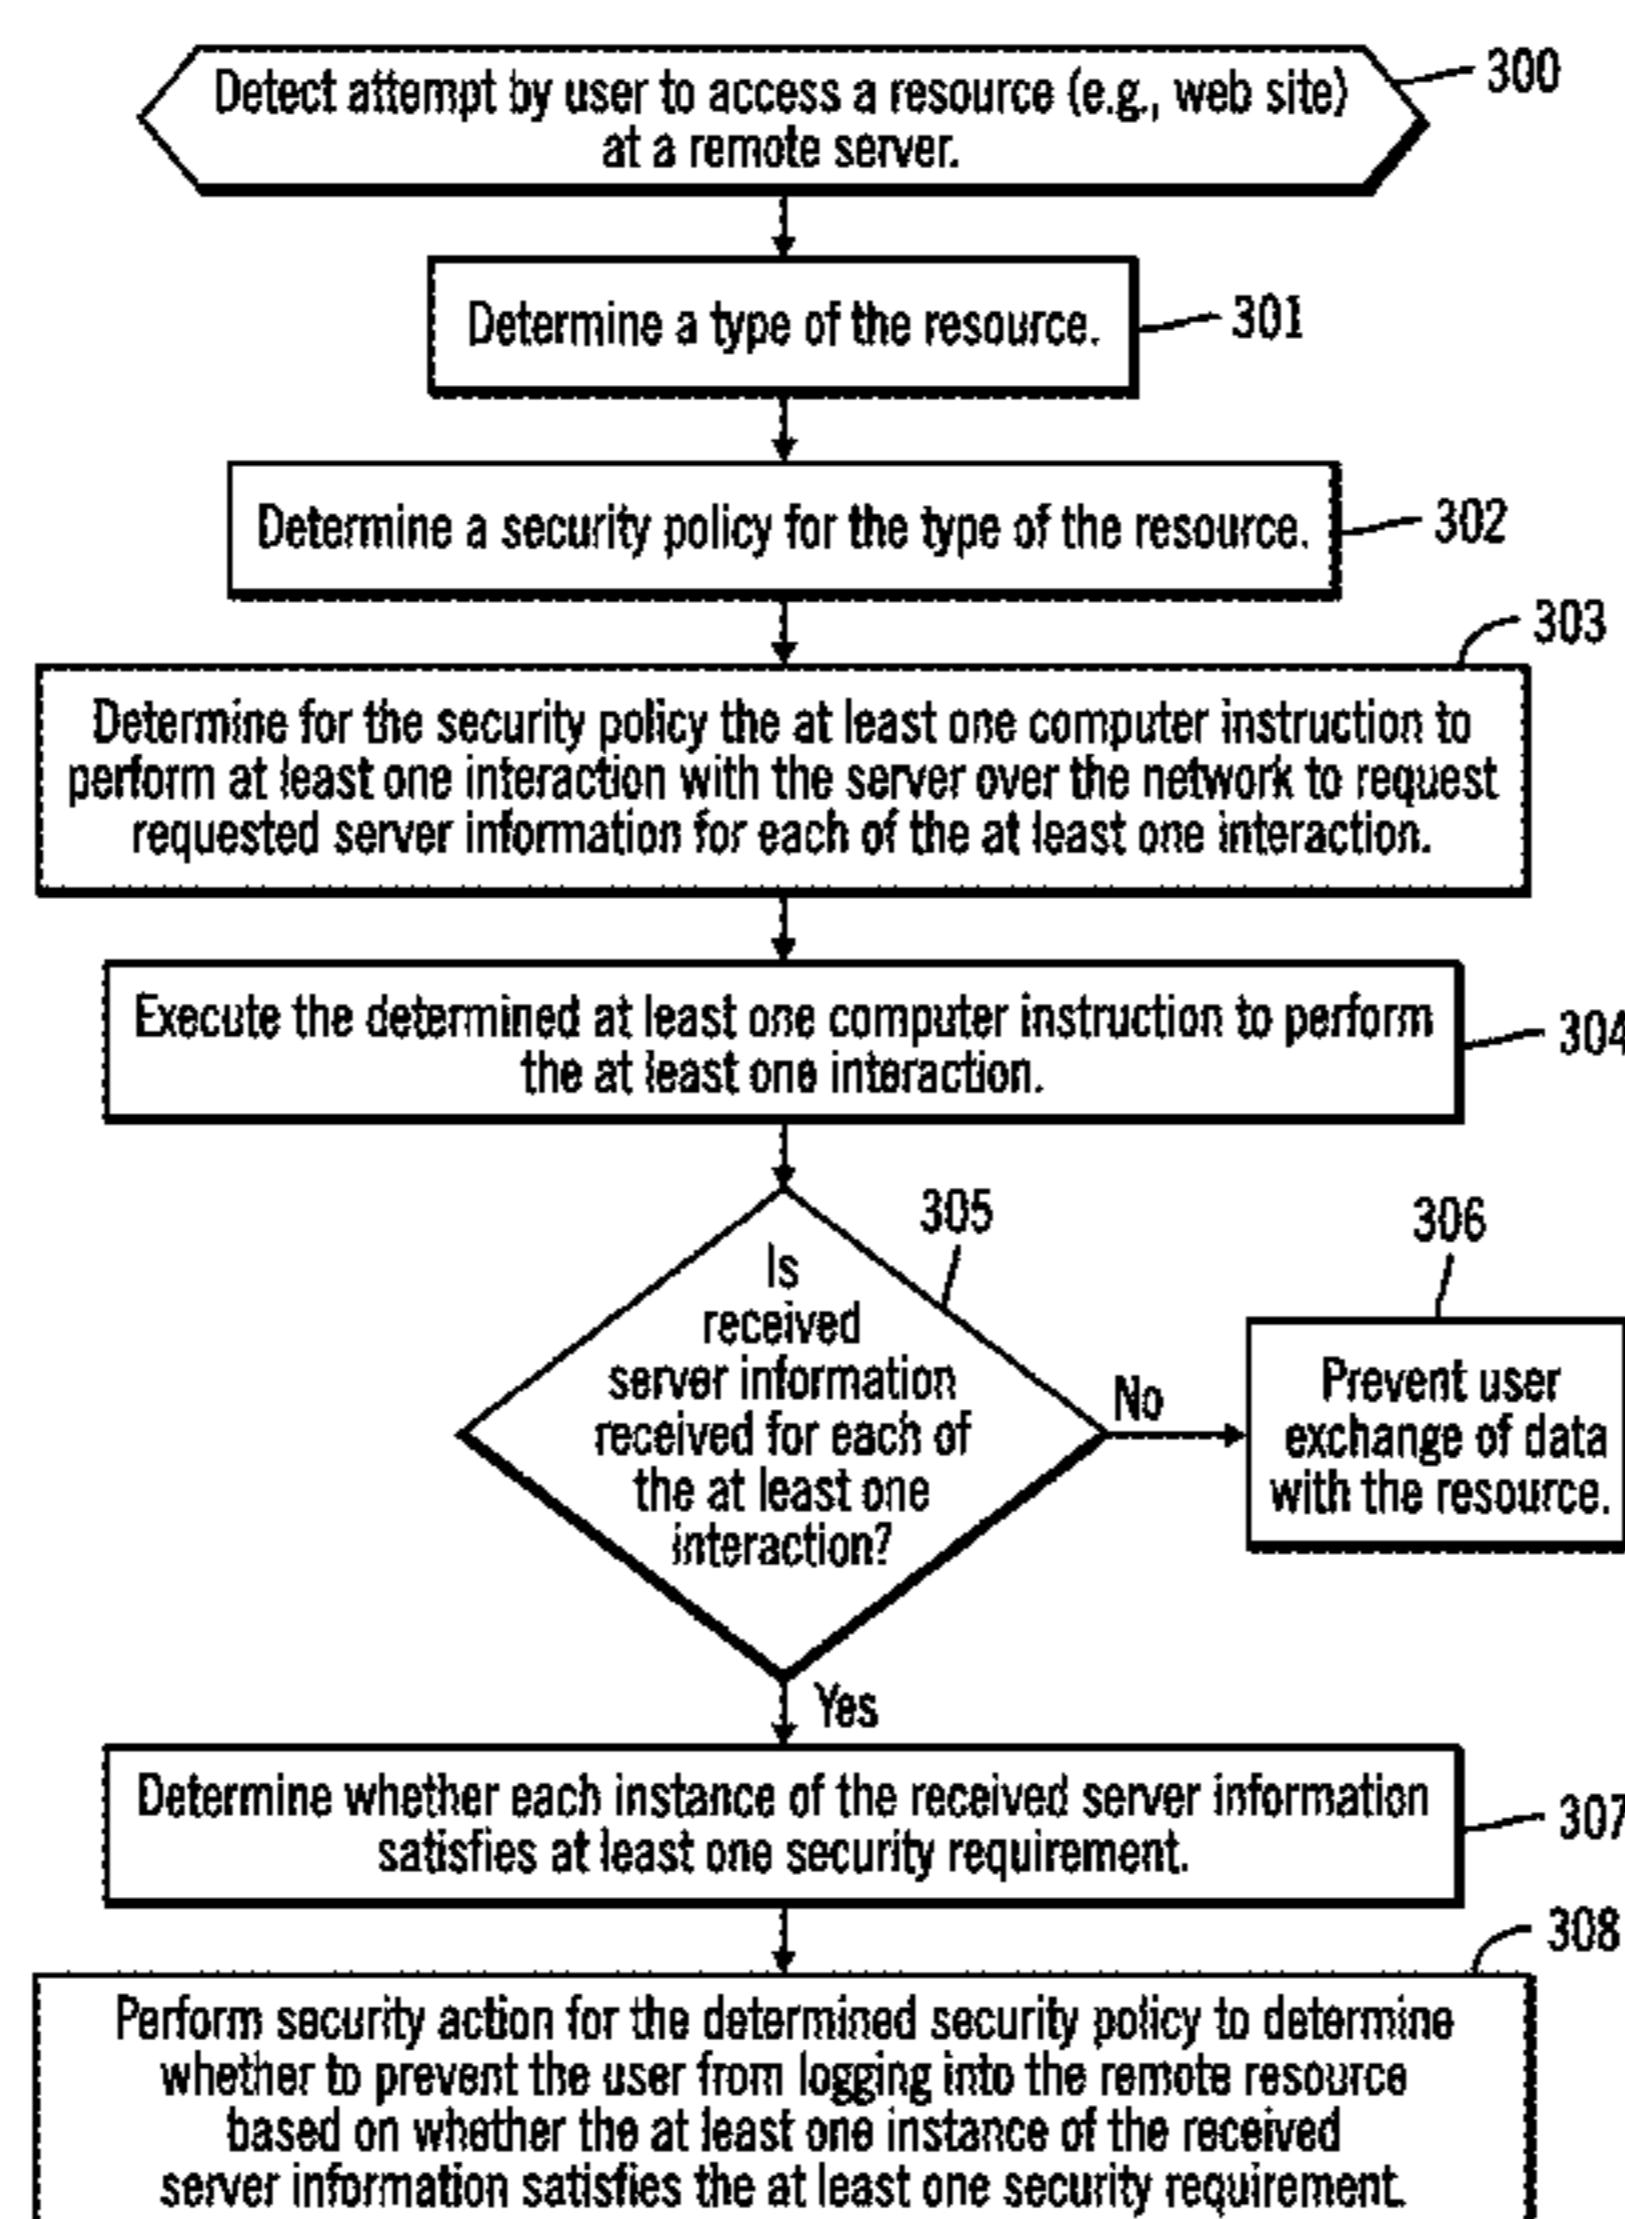 Detect attempt by user to access a resource (e.g., web site)
at a remote server.
300
Determine a type of the resource.
301
Determine a security policy for the type of the resource.
302
303
Determine for the security policy the at least one computer instruction to
perform at least one interaction with the server over the network to request
requested server information for each of the at least one interaction.
Execute the determined at least one computer instruction to perform
the at least one interaction.
304
305
Is
received
server information
received for each of
the at least one
interaction?
No
306
Prevent user
exchange of data
with the resource.
Yes
Determine whether each instance of the received server information
satisfies at least one security requirement.
307
308
Perform security action for the determined security policy to determine
whether to prevent the user from logging into the remote resource
based on whether the at least one instance of the received
server information satisfies the at least one security requirement.